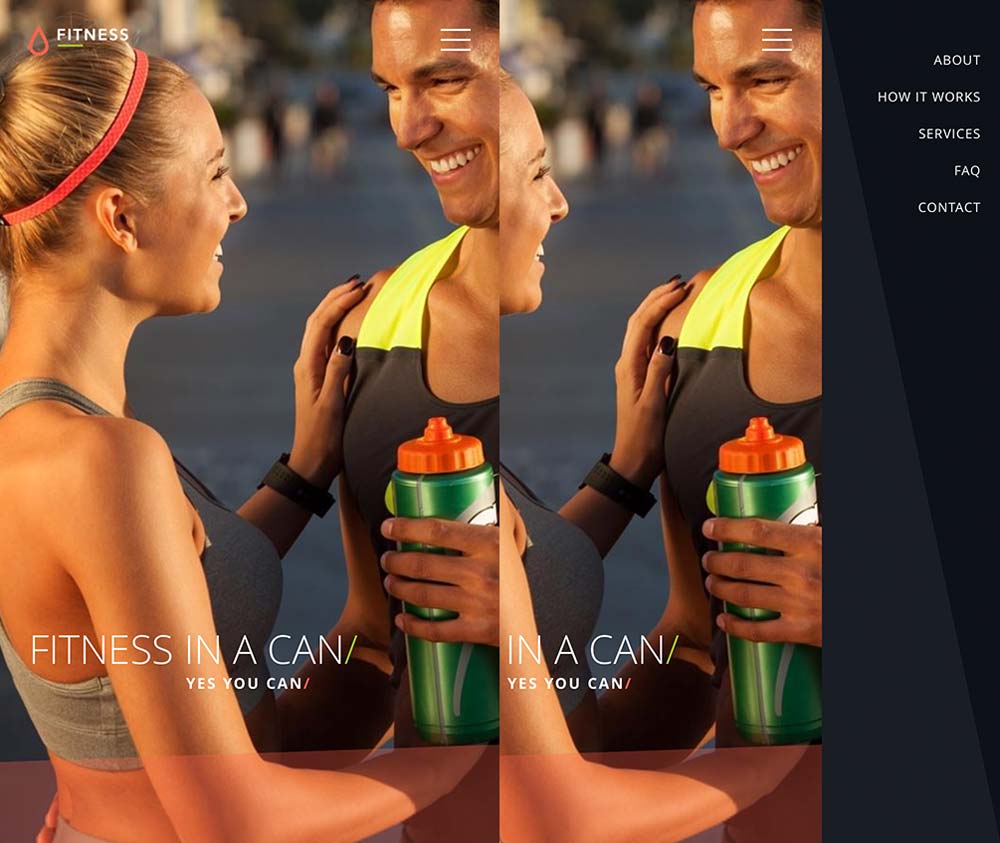 FITNESS
FITNESS IN A CAN/
YES YOU CAN/
IN A CAN/
YES YOU CAN/
ABOUT
HOW IT WORKS
SERVICES
FAQ
CONTACT